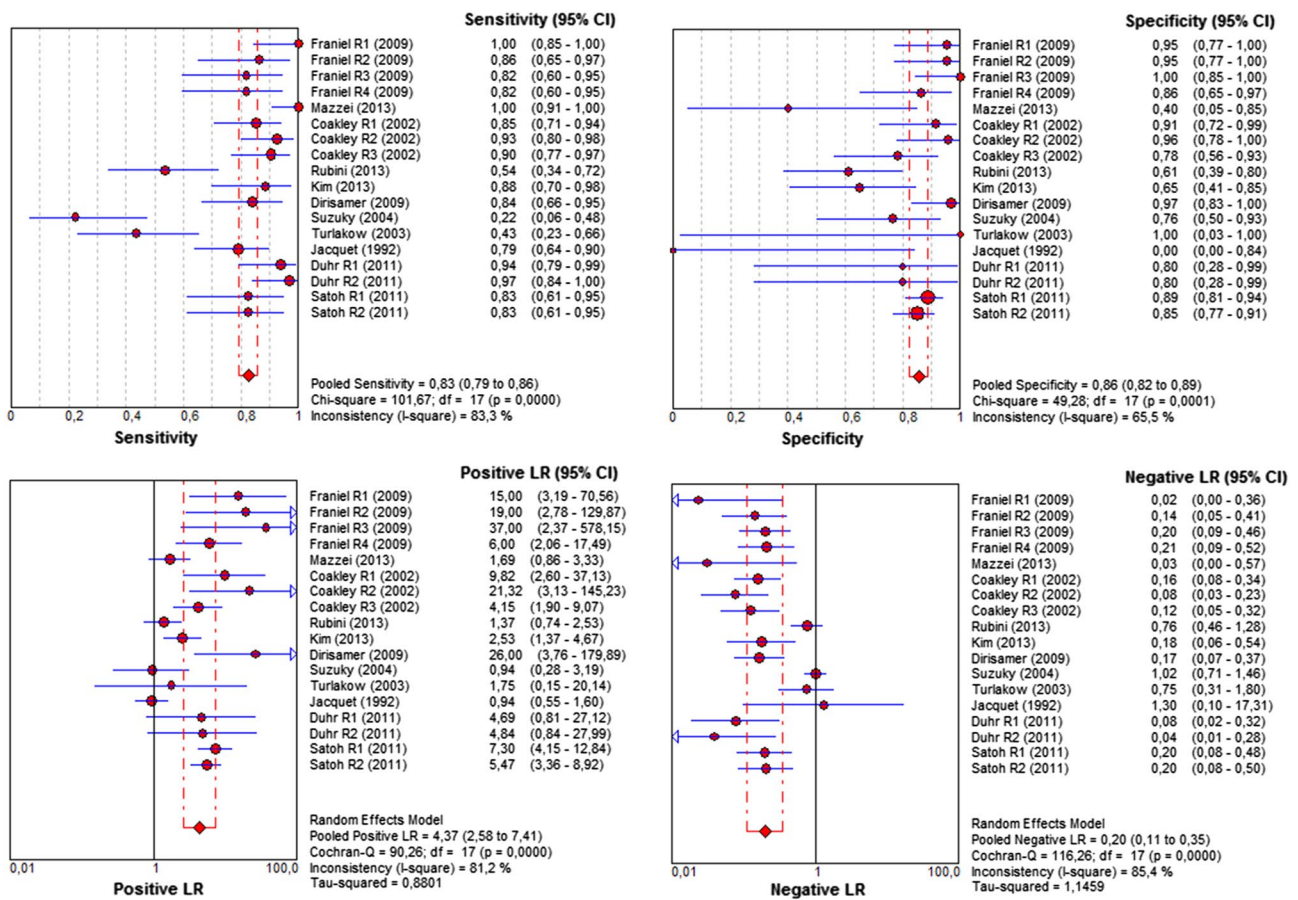 Sensitivity (95% CI)
Franiel R1 (2009) 1,00 (0,85 - 1,00)
Franiel R2 (2009) 0,86 (0,65 - 0,97)
Franiel R3 (2009) 0,82 (0,60 - 0,95)
Franiel R4 (2009) 0,82 (0,60 - 0,95)
Mazzei (2013) 1,00 (0,91 - 1,00)
Coakley R1 (2002) 0,85 (0,71 - 0,94)
Coakley R2 (2002) 0,93 (0,80 - 0,98)
Coakley R3 (2002) 0,90 (0,77 - 0,97)
Rubini (2013) 0,54 (0,34 - 0,72)
Kim (2013) 0,88 (0,70 - 0,98)
Dirisamer (2009) 0,84 (0,66 - 0,95)
Suzuky (2004) 0,22 (0,06 - 0,48)
Turlakow (2003) 0,43 (0,23 - 0,66)
Jacquet (1992) 0,79 (0,64 - 0,90)
Duhr R1 (2011) 0,94 (0,79 - 0,99)
Duhr R2 (2011) 0,97 (0,84 - 1,00)
Satoh R1 (2011) 0,83 (0,61 - 0,95)
Satoh R2 (2011) 0,83 (0,61 - 0,95)
Pooled Sensitivity = 0,83 (0,79 to 0,86)
Chi-square = 101,67; df = 17 (p = 0,0000)
Inconsistency (I-square) = 83,3 %
0 0,2 0,4 0,6 0,8 1
Sensitivity
Specificity (95% CI)
Franiel R1 (2009) 0,95 (0,77 - 1,00)
Franiel R2 (2009) 0,95 (0,77 - 1,00)
Franiel R3 (2009) 1,00 (0,85 - 1,00)
Franiel R4 (2009) 0,86 (0,65 - 0,97)
Mazzei (2013) 0,40 (0,05 - 0,85)
Coakley R1 (2002) 0,91 (0,72 - 0,99)
Coakley R2 (2002) 0,96 (0,78 - 1,00)
Coakley R3 (2002) 0,78 (0,56 - 0,93)
Rubini (2013) 0,61 (0,39 - 0,80)
Kim (2013) 0,65 (0,41 - 0,85)
Dirisamer (2009) 0,97 (0,83 - 1,00)
Suzuky (2004) 0,76 (0,50 - 0,93)
Turlakow (2003) 1,00 (0,03 - 1,00)
Jacquet (1992) 0,00 (0,00 - 0,84)
Duhr R1 (2011) 0,80 (0,28 - 0,99)
Duhr R2 (2011) 0,80 (0,28 - 0,99)
Satoh R1 (2011) 0,89 (0,81 - 0,94)
Satoh R2 (2011) 0,85 (0,77 - 0,91)
Pooled Specificity = 0,86 (0,82 to 0,89)
Chi-square = 49,28; df = 17 (p = 0,0001)
Inconsistency (I-square) = 65,5 %
0 0,2 0,4 0,6 0,8 1
Specificity
Positive LR (95% CI)
Franiel R1 (2009) 15,00 (3,19 - 70,56)
Franiel R2 (2009) 19,00 (2,78 - 129,87)
Franiel R3 (2009) 37,00 (2,37 - 578,15)
Franiel R4 (2009) 6,00 (2,06 - 17,49)
Mazzei (2013) 1,69 (0,86 - 3,33)
Coakley R1 (2002) 9,82 (2,60 - 37,13)
Coakley R2 (2002) 21,32 (3,13 - 145,23)
Coakley R3 (2002) 4,15 (1,90 - 9,07)
Rubini (2013) 1,37 (0,74 - 2,53)
Kim (2013) 2,53 (1,37 - 4,67)
Dirisamer (2009) 26,00 (3,76 - 179,89)
Suzuky (2004) 0,94 (0,28 - 3,19)
Turlakow (2003) 1,75 (0,15 - 20,14)
Jacquet (1992) 0,94 (0,55 - 1,60)
Duhr R1 (2011) 4,69 (0,81 - 27,12)
Duhr R2 (2011) 4,84 (0,84 - 27,99)
Satoh R1 (2011) 7,30 (4,15 - 12,84)
Satoh R2 (2011) 5,47 (3,36 - 8,92)
Random Effects Model
Pooled Positive LR = 4,37 (2,58 to 7,41)
Cochran-Q = 90,26; df = 17 (p = 0,0000)
Inconsistency (I-square) = 81,2 %
Tau-squared = 0,8801
0,01 1 100,0
Positive LR
Negative LR (95% CI)
Franiel R1 (2009) 0,02 (0,00 - 0,36)
Franiel R2 (2009) 0,14 (0,05 - 0,41)
Franiel R3 (2009) 0,20 (0,09 - 0,46)
Franiel R4 (2009) 0,21 (0,09 - 0,52)
Mazzei (2013) 0,03 (0,00 - 0,57)
Coakley R1 (2002) 0,16 (0,08 - 0,34)
Coakley R2 (2002) 0,08 (0,03 - 0,23)
Coakley R3 (2002) 0,12 (0,05 - 0,32)
Rubini (2013) 0,76 (0,46 - 1,28)
Kim (2013) 0,18 (0,06 - 0,54)
Dirisamer (2009) 0,17 (0,07 - 0,37)
Suzuky (2004) 1,02 (0,71 - 1,46)
Turlakow (2003) 0,75 (0,31 - 1,80)
Jacquet (1992) 1,30 (0,10 - 17,31)
Duhr R1 (2011) 0,08 (0,02 - 0,32)
Duhr R2 (2011) 0,04 (0,01 - 0,28)
Satoh R1 (2011) 0,20 (0,08 - 0,48)
Satoh R2 (2011) 0,20 (0,08 - 0,50)
Random Effects Model
Pooled Negative LR = 0,20 (0,11 to 0,35)
Cochran-Q = 116,26; df = 17 (p = 0,0000)
Inconsistency (I-square) = 85,4 %
Tau-squared = 1,1459
0,01 1 100,0
Negative LR